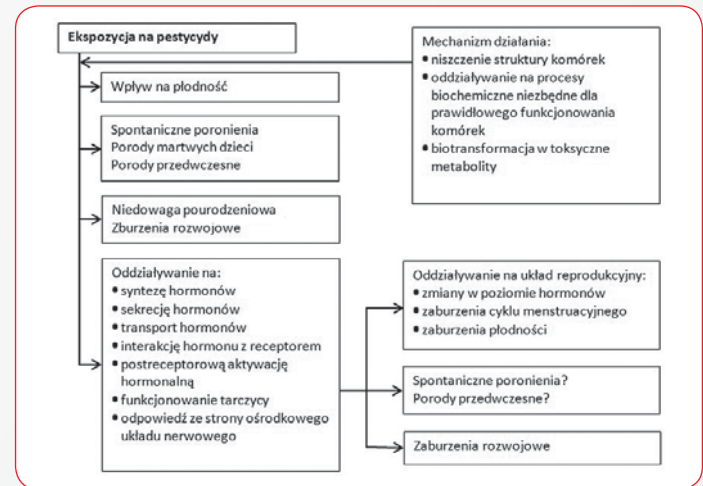 Ekspozycja na pestycydy
Mechanizm działania:
• niszczenie struktury komórek
• oddziaływanie na procesy
biochemiczne niezbędne dla
prawidłowego funkcjonowania
komórek
• biotransformacja w toksyczne
metabolity
Wpływ na płodność
Spontaniczne poronienia
Porody martwych dzieci
Porody przedwczesne
Niedowaga pourodzeniowa
Zburzenia rozwojowe
Oddziaływanie na:
• syntezę hormonów
• sekrecję hormonów
• transport hormonów
• interakcję hormonu z receptorem
• postreceptorową aktywację
hormonalną
• funkcjonowanie tarczycy
• odpowiedź ze strony ośrodkowego
układu nerwowego
Oddziaływanie na układ reprodukcyjny:
• zmiany w poziomie hormonów
• zaburzenia cyklu menstruacyjnego
• zaburzenia płodności
Spontaniczne poronienia?
Porody przedwczesne?
Zaburzenia rozwojowe